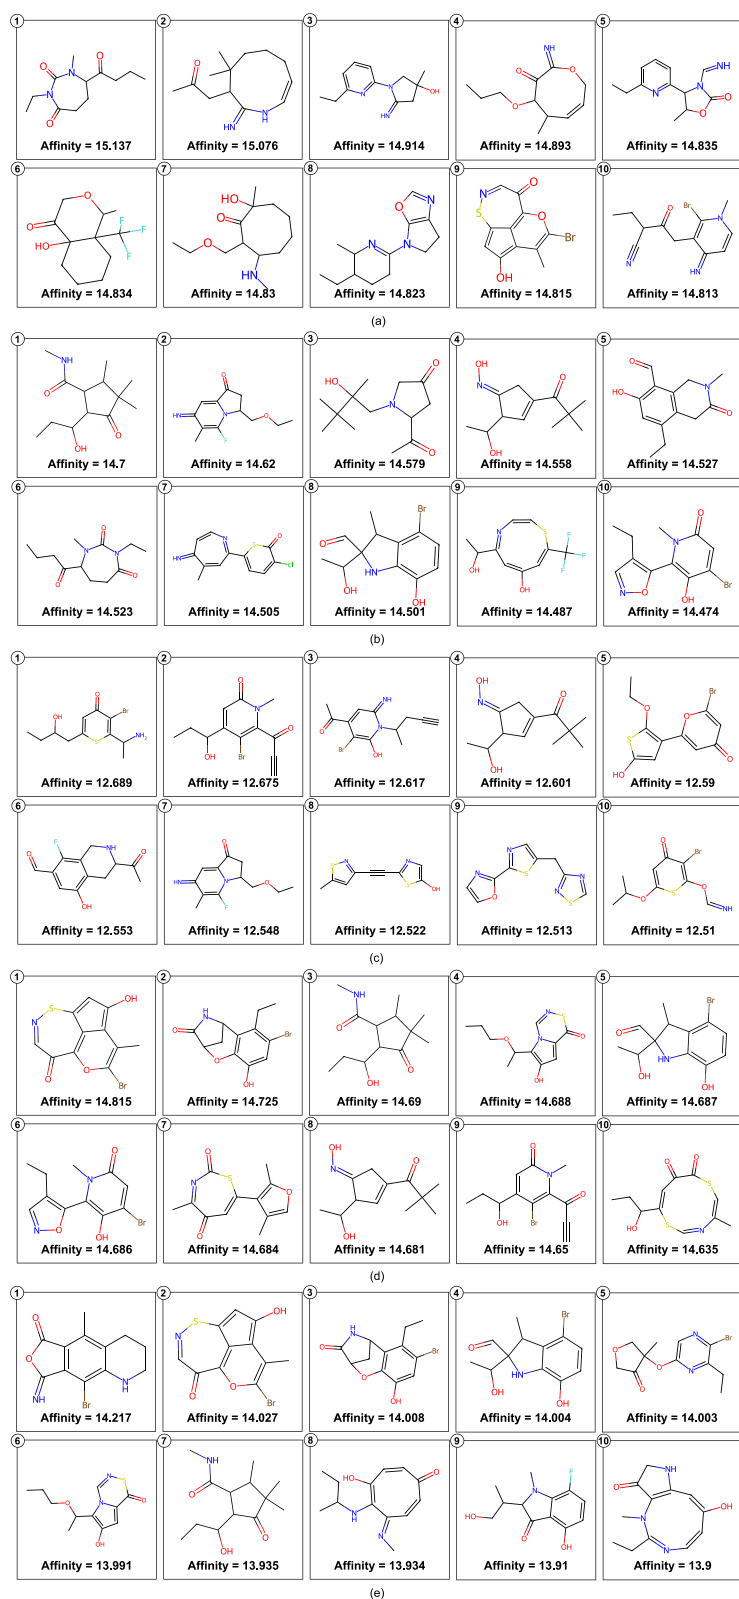 1 2 3 4 5
Affinity = 15.137 Affinity = 15.076 Affinity = 14.914 Affinity = 14.893 Affinity = 14.835
6 7 8 9 10
Affinity = 14.834 Affinity = 14.83 Affinity = 14.823 Affinity = 14.815 Affinity = 14.813
(a)
1 2 3 4 5
Affinity = 14.7 Affinity = 14.62 Affinity = 14.579 Affinity = 14.558 Affinity = 14.527
6 7 8 9 10
Affinity = 14.523 Affinity = 14.505 Affinity = 14.501 Affinity = 14.487 Affinity = 14.474
(b)
1 2 3 4 5
Affinity = 12.689 Affinity = 12.675 Affinity = 12.617 Affinity = 12.601 Affinity = 12.59
6 7 8 9 10
Affinity = 12.553 Affinity = 12.548 Affinity = 12.522 Affinity = 12.513 Affinity = 12.51
(c)
1 2 3 4 5
Affinity = 14.815 Affinity = 14.725 Affinity = 14.69 Affinity = 14.688 Affinity = 14.687
6 7 8 9 10
Affinity = 14.686 Affinity = 14.684 Affinity = 14.681 Affinity = 14.65 Affinity = 14.635
(d)
1 2 3 4 5
Affinity = 14.217 Affinity = 14.027 Affinity = 14.008 Affinity = 14.004 Affinity = 14.003
6 7 8 9 10
Affinity = 13.991 Affinity = 13.935 Affinity = 13.934 Affinity = 13.91 Affinity = 13.9
(e)